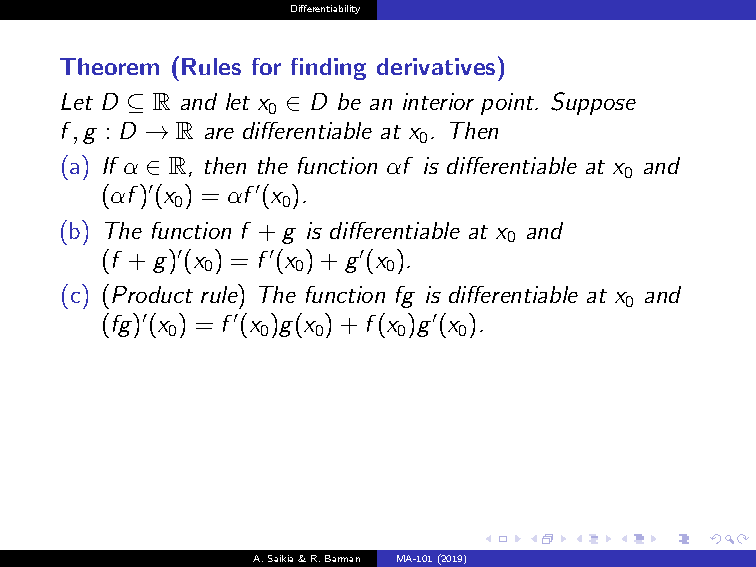 Differentiability
Theorem (Rules for finding derivatives)
Let D ⊆ ℝ and let x₀ ∈ D be an interior point. Suppose
f, g : D → ℝ are differentiable at x₀. Then
(a) If α ∈ ℝ, then the function αf is differentiable at x₀ and
(αf)′(x₀) = αf′(x₀).
(b) The function f + g is differentiable at x₀ and
(f + g)′(x₀) = f′(x₀) + g′(x₀).
(c) (Product rule) The function fg is differentiable at x₀ and
(fg)′(x₀) = f′(x₀)g(x₀) + f(x₀)g′(x₀).
A. Saikia & R. Barman MA-101 (2019)